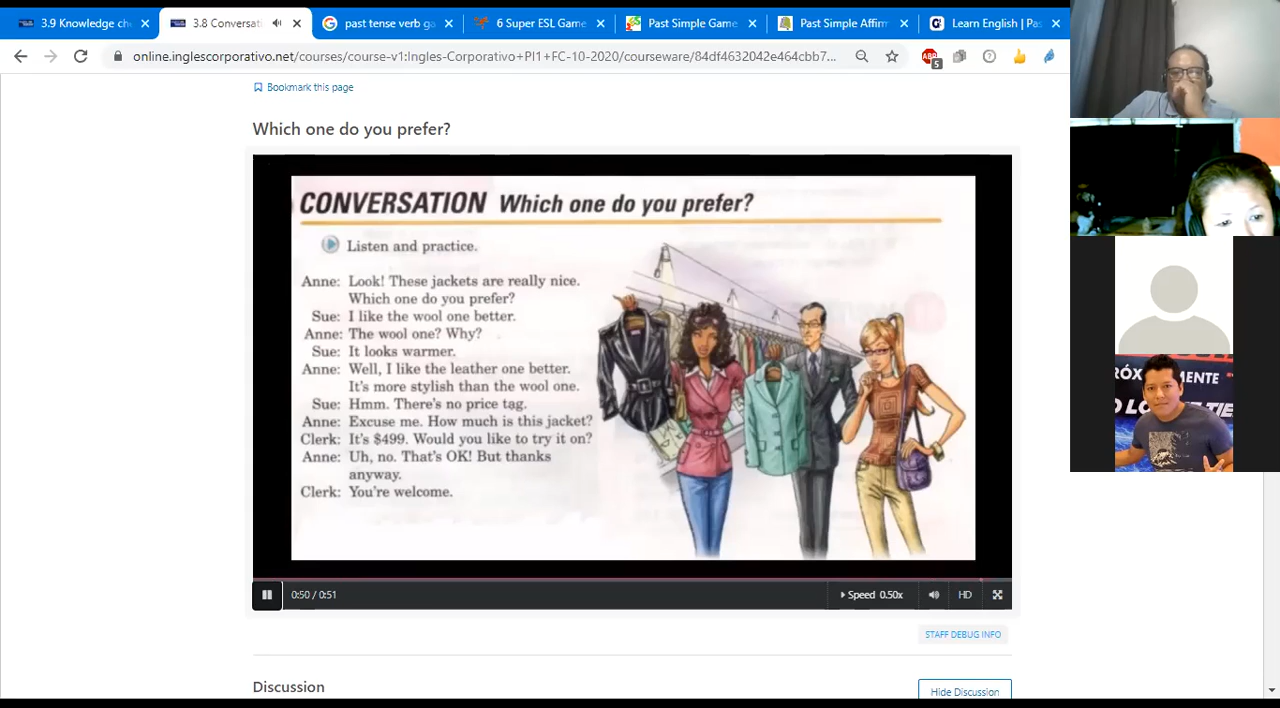 3.9 Knowledge ch
3.8 Conversati
past tense verb ga
6 Super ESL Game
Past Simple Game
Past Simple Affir
Learn English | Pas
online.inglescorporativo.net/courses/course-v1:Ingles-Corporativo+PI1+FC-10-2020/courseware/84df4632042e464cbb7...
ABP
5
Bookmark this page
Which one do you prefer?
CONVERSATION Which one do you prefer?
Listen and practice.
Anne: Look! These jackets are really nice.
Which one do you prefer?
Sue: I like the wool one better.
Anne: The wool one? Why?
Sue: It looks warmer.
Anne: Well, I like the leather one better.
It's more stylish than the wool one.
Sue: Hmm. There's no price tag.
Anne: Excuse me. How much is this jacket?
Clerk: It's $499. Would you like to try it on?
Anne: Uh, no. That's OK! But thanks
anyway.
Clerk: You're welcome.
0:50 / 0:51
Speed 0.50x
HD
STAFF DEBUG INFO
Discussion
Hide Discussion